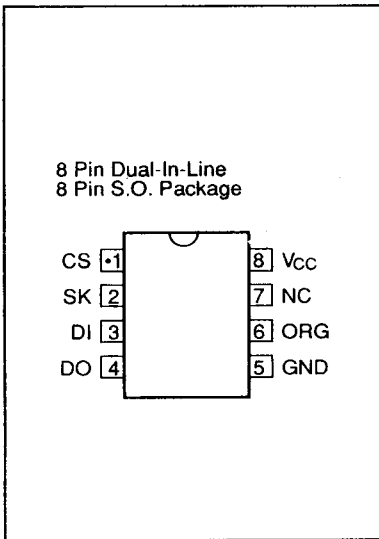 8 Pin Dual-In-Line
8 Pin S.O. Package
CS •1 8 VCC
SK 2 7 NC
DI 3 6 ORG
DO 4 5 GND